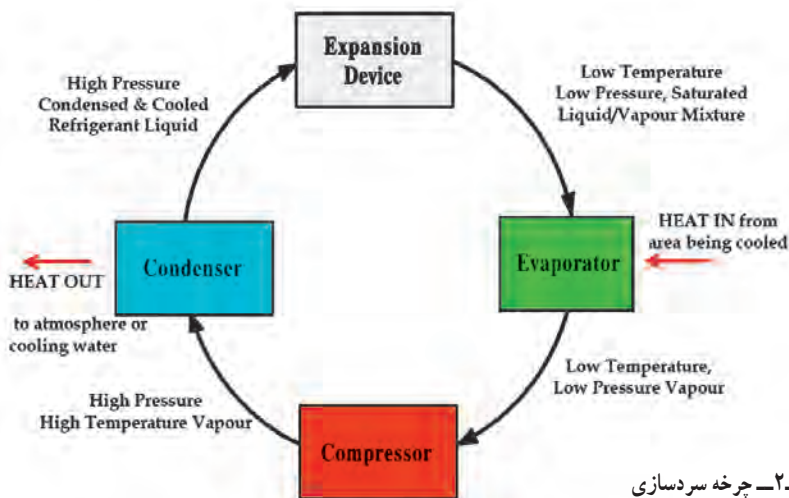 Expansion
Device
High Pressure
Condensed & Cooled
Refrigerant Liquid
Low Temperature
Low Pressure, Saturated
Liquid/Vapour Mixture
HEAT IN from
area being cooled
Evaporator
Condenser
HEAT OUT
to atmosphere or
cooling water
Low Temperature,
Low Pressure Vapour
High Pressure
High Temperature Vapour
Compressor
ـ2ــ چرخه سردسازی